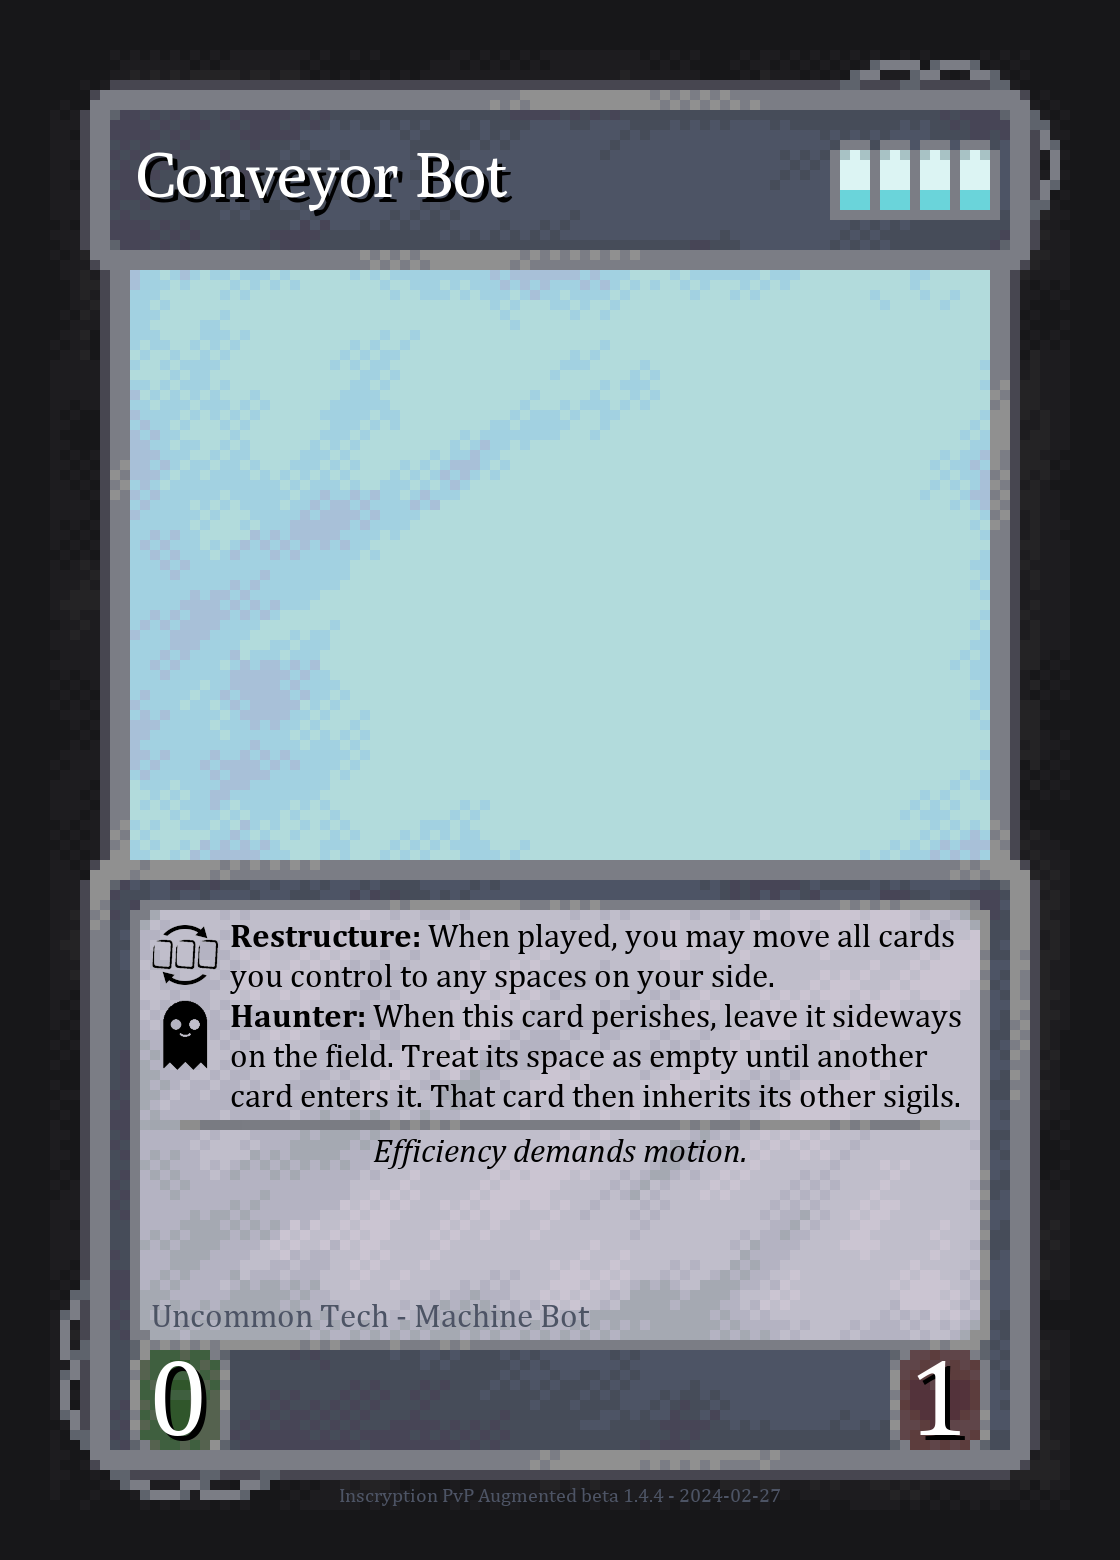 Conveyor Bot
Restructure: When played, you may move all cards
you control to any spaces on your side.
Haunter: When this card perishes, leave it sideways
on the field. Treat its space as empty until another
card enters it. That card then inherits its other sigils.
Efficiency demands motion.
Uncommon Tech - Machine Bot
0
1
Inscryption PvP Augmented beta 1.4.4 - 2024-02-27